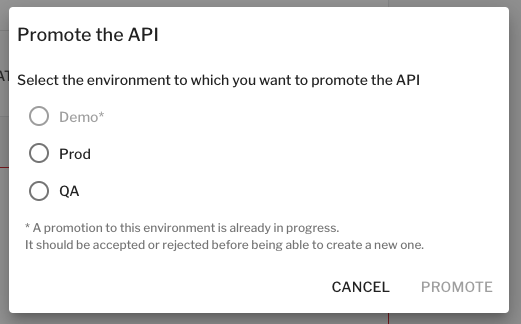 Promote the API
Select the environment to which you want to promote the API
Demo*
Prod
QA
* A promotion to this environment is already in progress.
It should be accepted or rejected before being able to create a new one.
CANCEL PROMOTE